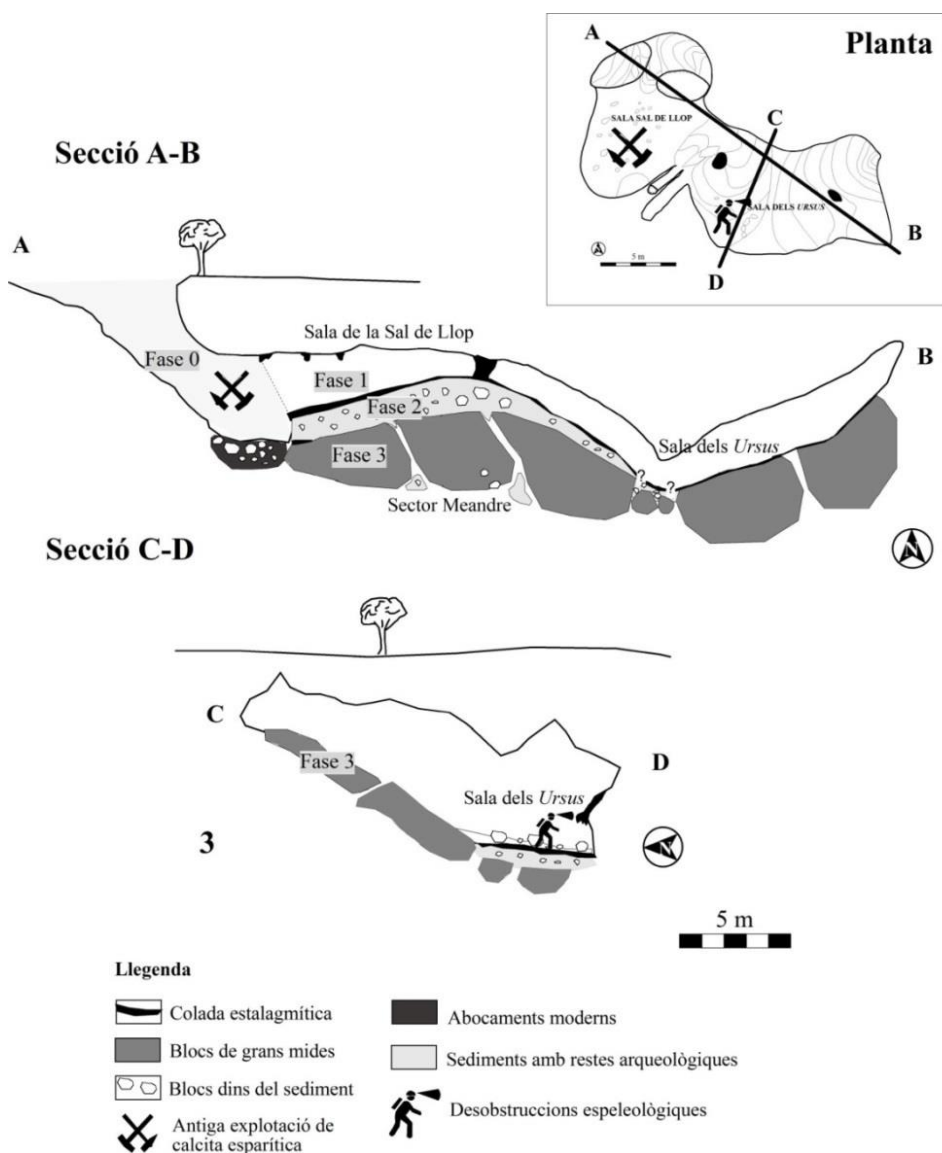 Planta
A
C
SALA SAL DE LLOP
SALA DELS URSUS
B
D
5 m
Secció A-B
A
Sala de la Sal de Llop
B
Fase 0
Fase 1
Fase 2
Sala dels Ursus
Fase 3
? ?
Sector Meandre
N
Secció C-D
C
Fase 3
D
Sala dels Ursus
3
N
5 m
Llegenda
Colada estalagmítica
Abocaments moderns
Blocs de grans mides
Sediments amb restes arqueològiques
Blocs dins del sediment
Desobstruccions espeleològiques
Antiga explotació de
calcita esparítica